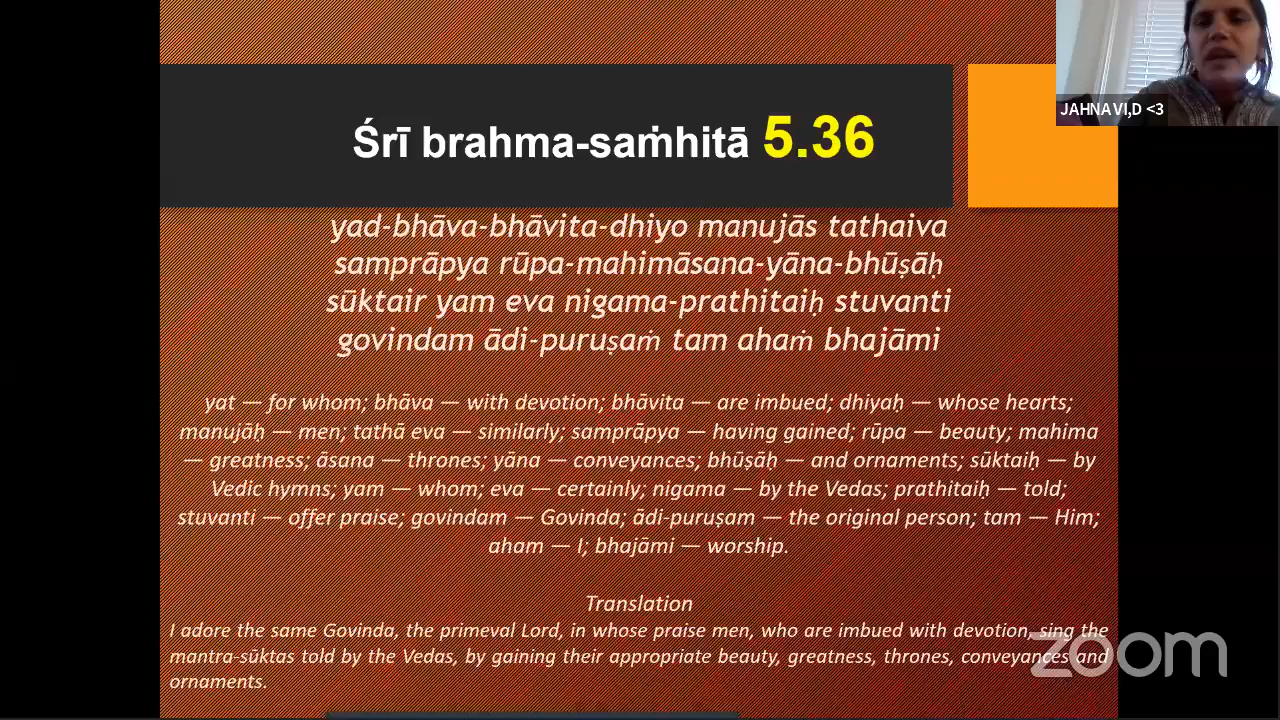 Śrī brahma-saṁhitā 5.36
JAHNAVI,D <3
yad-bhāva-bhāvita-dhiyo manujās tathaiva
samprāpya rūpa-mahimāsana-yāna-bhūṣāḥ
sūktair yam eva nigama-prathitaiḥ stuvanti
govindam ādi-puruṣaṁ tam ahaṁ bhajāmi
yat — for whom; bhāva — with devotion; bhāvita — are imbued; dhiyaḥ — whose hearts;
manujāḥ — men; tathā eva — similarly; samprāpya — having gained; rūpa — beauty; mahima
— greatness; āsana — thrones; yāna — conveyances; bhūṣāḥ — and ornaments; sūktaiḥ — by
Vedic hymns; yam — whom; eva — certainly; nigama — by the Vedas; prathitaiḥ — told;
stuvanti — offer praise; govindam — Govinda; ādi-puruṣam — the original person; tam — Him;
aham — I; bhajāmi — worship.
Translation
I adore the same Govinda, the primeval Lord, in whose praise men, who are imbued with devotion, sing the
mantra-sūktas told by the Vedas, by gaining their appropriate beauty, greatness, thrones, conveyances and
ornaments.
zoom